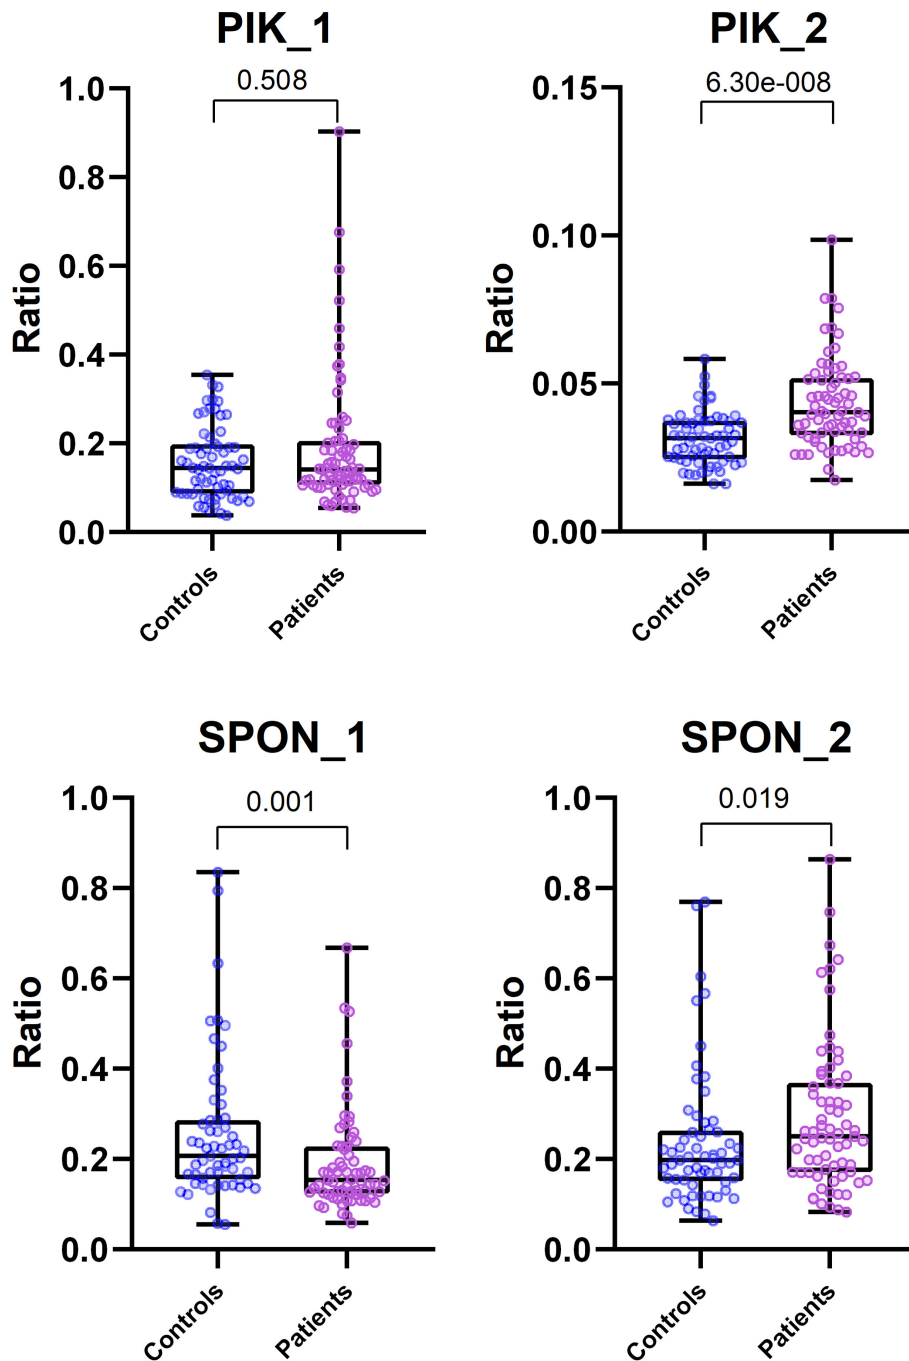 PIK_1
0.508
1.0
0.8
0.6
0.4
0.2
0.0
Ratio
Controls
Patients
PIK_2
6.30e-008
0.15
0.10
0.05
0.00
Ratio
Controls
Patients
SPON_1
0.001
1.0
0.8
0.6
0.4
0.2
0.0
Ratio
Controls
Patients
SPON_2
0.019
1.0
0.8
0.6
0.4
0.2
0.0
Ratio
Controls
Patients